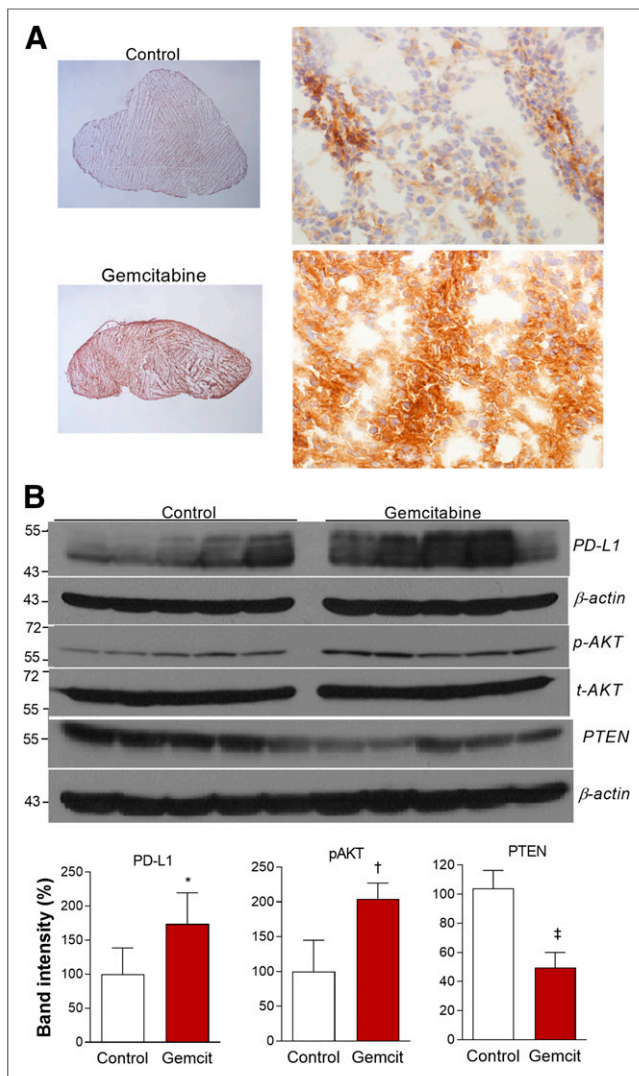 A
Control
Gemcitabine
B
Control Gemcitabine
55
43
PD-L1
43
β-actin
72
55
p-AKT
72
55
t-AKT
55
PTEN
43
β-actin
PD-L1
Band intensity (%)
250
200
150
100
50
0
*
Control Gemcit
pAKT
250
200
150
100
50
0
†
Control Gemcit
PTEN
120
100
80
60
40
20
0
‡
Control Gemcit